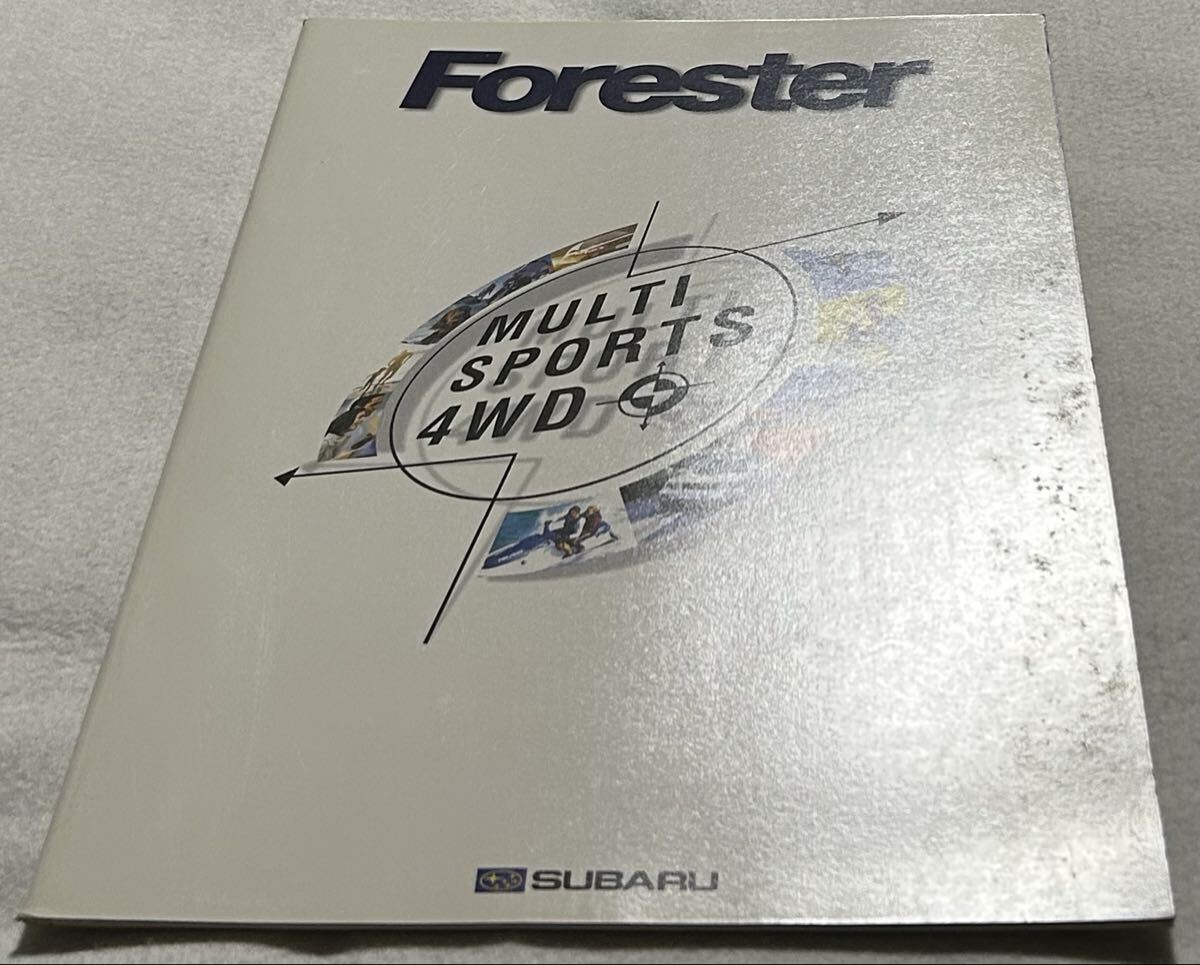 Forester
MULTI
SPORTS
4WD
SUBARU